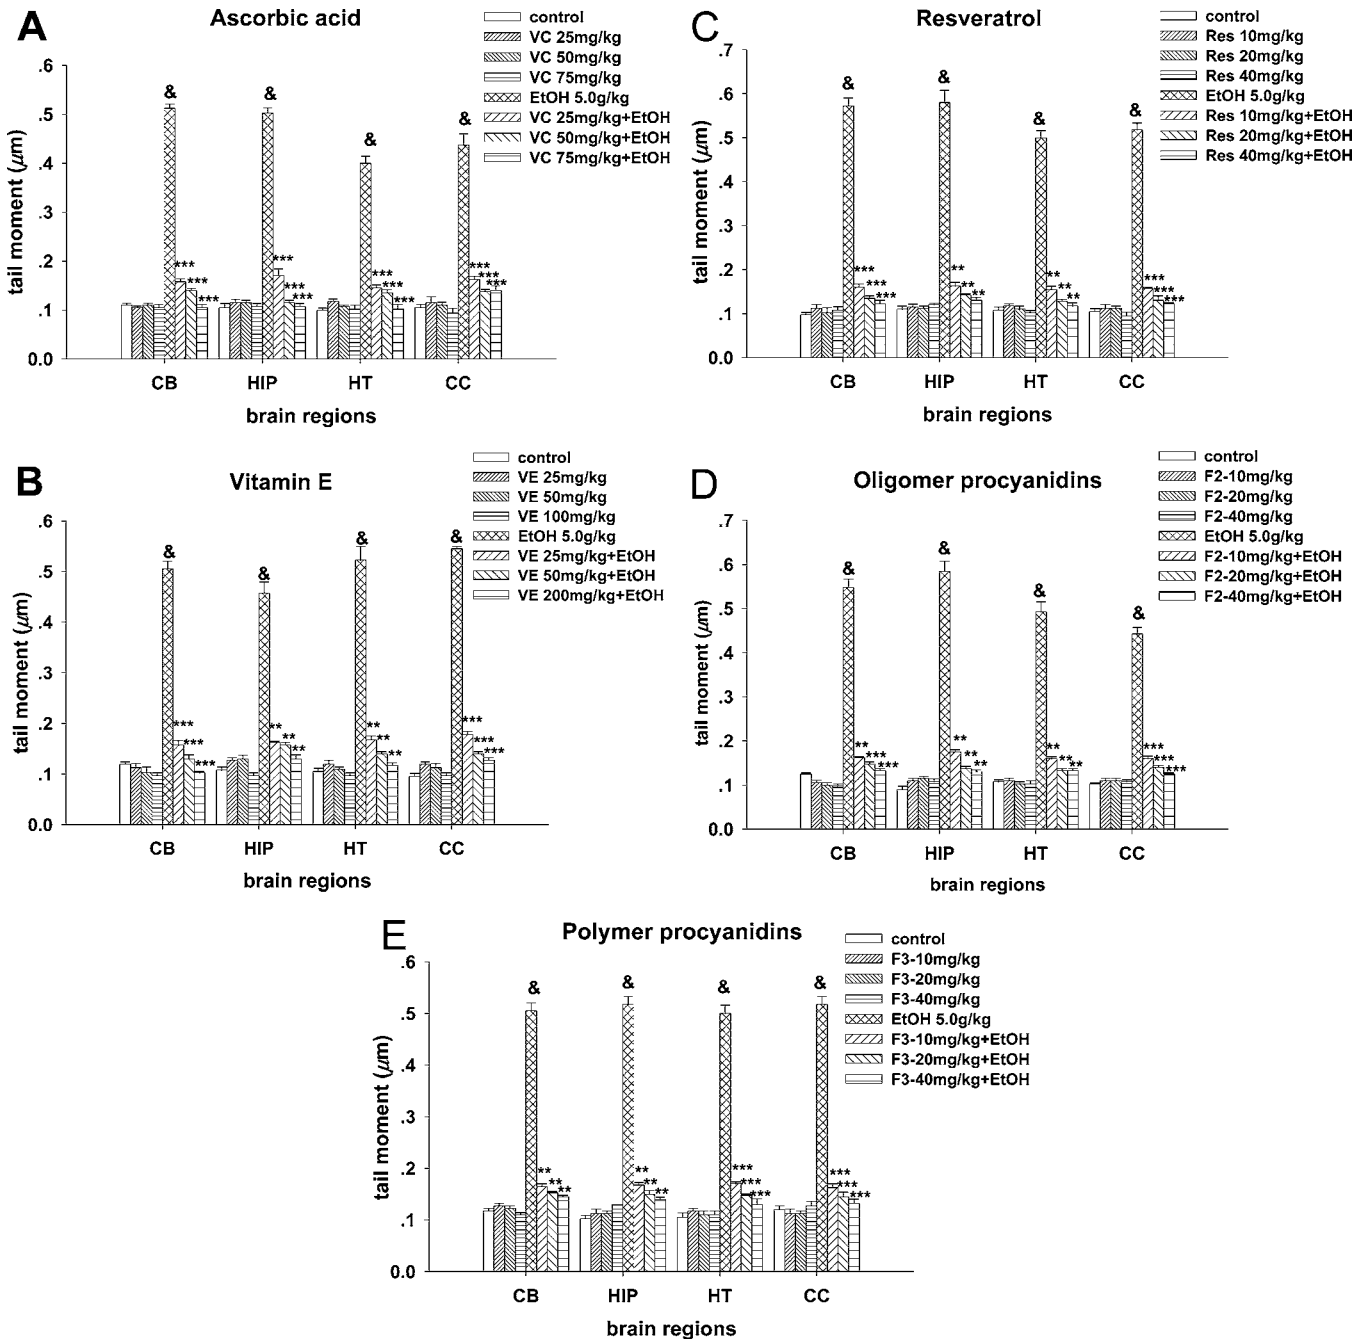 A
Ascorbic acid
control
VC 25mg/kg
VC 50mg/kg
VC 75mg/kg
EtOH 5.0g/kg
VC 25mg/kg+EtOH
VC 50mg/kg+EtOH
VC 75mg/kg+EtOH
tail moment (μm)
.6
.5
.4
.3
.2
.1
0.0
& & & &
*** *** ***
*** *** ***
*** *** ***
*** *** ***
CB HIP HT CC
brain regions
C
Resveratrol
control
Res 10mg/kg
Res 20mg/kg
Res 40mg/kg
EtOH 5.0g/kg
Res 10mg/kg+EtOH
Res 20mg/kg+EtOH
Res 40mg/kg+EtOH
tail moment (μm)
.7
.6
.5
.4
.3
.2
.1
0.0
& & & &
*** *** ***
** ** **
** ** **
*** *** ***
CB HIP HT CC
brain regions
B
Vitamin E
control
VE 25mg/kg
VE 50mg/kg
VE 100mg/kg
EtOH 5.0g/kg
VE 25mg/kg+EtOH
VE 50mg/kg+EtOH
VE 200mg/kg+EtOH
tail moment (μm)
.6
.5
.4
.3
.2
.1
0.0
& & & &
*** *** ***
** ** **
** ** **
*** *** ***
CB HIP HT CC
brain regions
D
Oligomer procyanidins
control
F2-10mg/kg
F2-20mg/kg
F2-40mg/kg
EtOH 5.0g/kg
F2-10mg/kg+EtOH
F2-20mg/kg+EtOH
F2-40mg/kg+EtOH
tail moment (μm)
.7
.6
.5
.4
.3
.2
.1
0.0
& & & &
** *** ***
** ** **
** ** **
*** *** ***
CB HIP HT CC
brain regions
E
Polymer procyanidins
control
F3-10mg/kg
F3-20mg/kg
F3-40mg/kg
EtOH 5.0g/kg
F3-10mg/kg+EtOH
F3-20mg/kg+EtOH
F3-40mg/kg+EtOH
tail moment (μm)
.6
.5
.4
.3
.2
.1
0.0
& & & &
** ** **
** ** **
*** *** ***
*** *** ***
CB HIP HT CC
brain regions